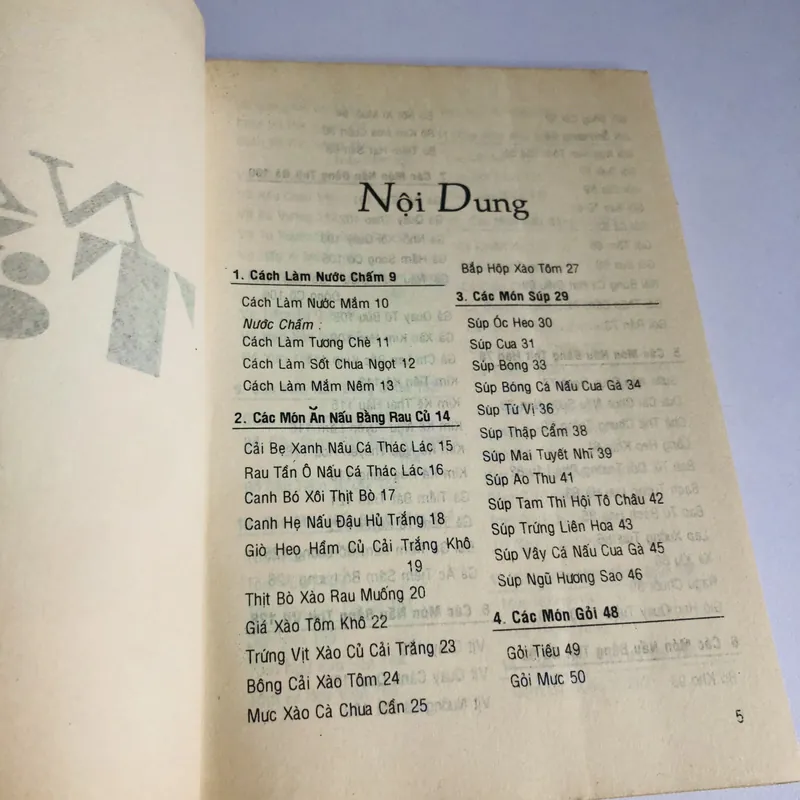 Nội Dung
1. Cách Làm Nước Chấm 9
Cách Làm Nước Mắm 10
Nước Chấm :
Cách Làm Tương Chè 11
Cách Làm Sốt Chua Ngọt 12
Cách Làm Mắm Nêm 13
2. Các Món Ăn Nấu Bằng Rau Củ 14
Cải Bẹ Xanh Nấu Cá Thác Lác 15
Rau Tần Ô Nấu Cá Thác Lác 16
Canh Bó Xôi Thịt Bò 17
Canh Hẹ Nấu Đậu Hủ Trắng 18
Giò Heo Hầm Củ Cải Trắng Khô
19
Thịt Bò Xào Rau Muống 20
Giá Xào Tôm Khô 22
Trứng Vịt Xào Củ Cải Trắng 23
Bông Cải Xào Tôm 24
Mực Xào Cà Chua Cần 25
Bắp Hộp Xào Tôm 27
3. Các Món Súp 29
Súp Óc Heo 30
Súp Cua 31
Súp Bóng 33
Súp Bóng Cá Nấu Cua Gà 34
Súp Tứ Vị 36
Súp Thập Cẩm 38
Súp Mai Tuyết Nhĩ 39
Súp Áo Thu 41
Súp Tam Thi Hội Tô Châu 42
Súp Trứng Liên Hoa 43
Súp Vây Cá Nấu Cua Gà 45
Súp Ngũ Hương Sao 46
4. Các Món Gỏi 48
Gỏi Tiêu 49
Gỏi Mực 50
5